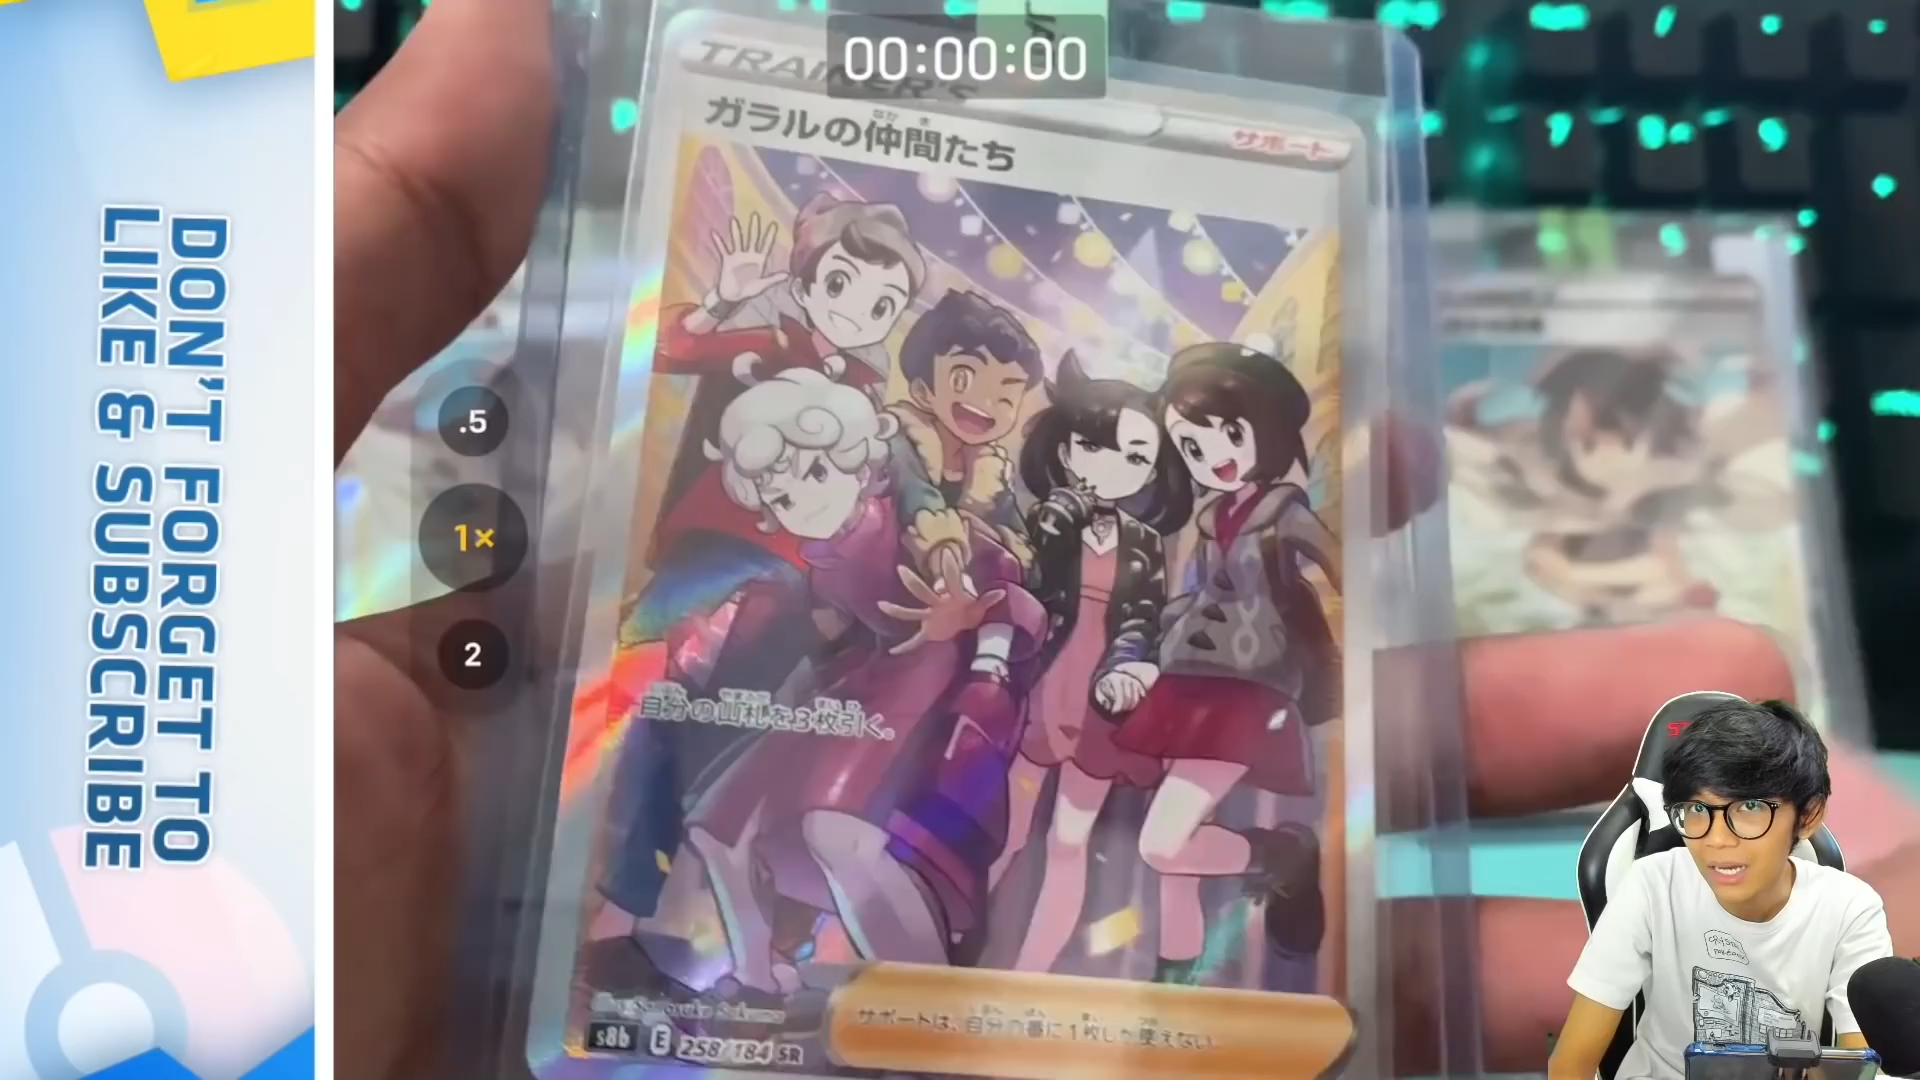 DON'T FORGET TO
LIKE & SUBSCRIBE
00:00:00
TRAINER'S
サポート
ガラルの仲間たち
.5
1×
2
自分の山札を3枚引く。
s8b E 258/184 SR
サポートは、自分の番に1枚しか使えない。